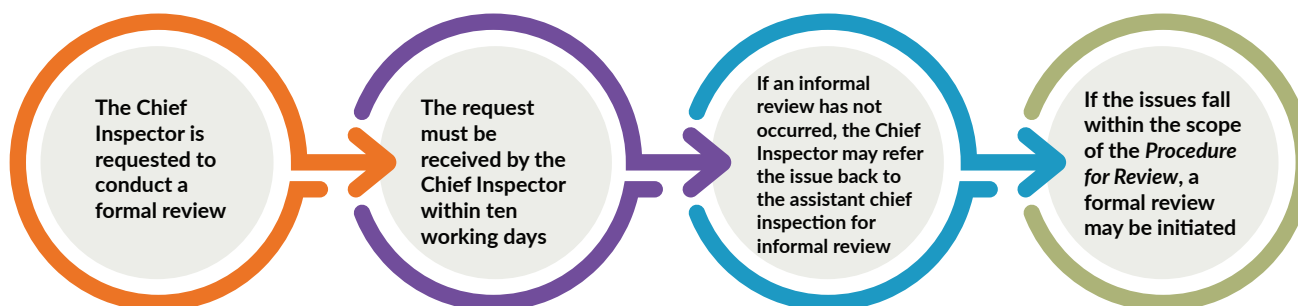 The Chief
Inspector is
requested to
conduct a
formal review
The request
must be
received by the
Chief Inspector
within ten
working days
If an informal
review has not
occurred, the Chief
Inspector may refer
the issue back to
the assistant chief
inspection for
informal review
If the issues fall
within the scope
of the Procedure
for Review, a
formal review
may be initiated